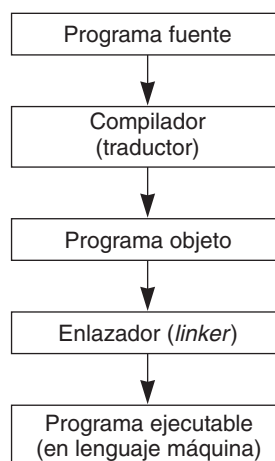 Programa fuente
Compilador
(traductor)
Programa objeto
Enlazador (linker)
Programa ejecutable
(en lenguaje máquina)